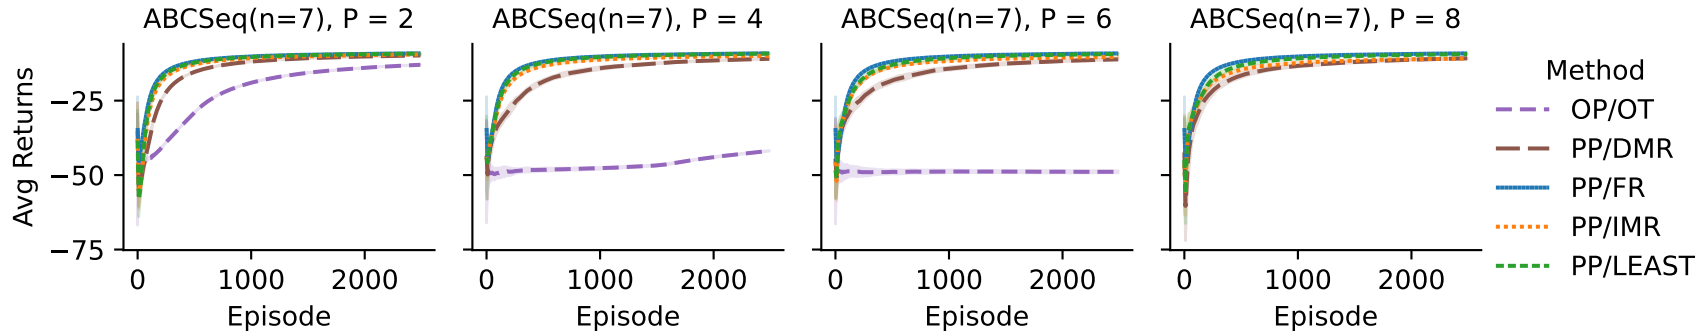 ABCSeq(n=7), P = 2
ABCSeq(n=7), P = 4
ABCSeq(n=7), P = 6
ABCSeq(n=7), P = 8
Avg Returns
−25
−50
−75
0 1000 2000
0 1000 2000
0 1000 2000
0 1000 2000
Episode
Episode
Episode
Episode
Method
OP/OT
PP/DMR
PP/FR
PP/IMR
PP/LEAST